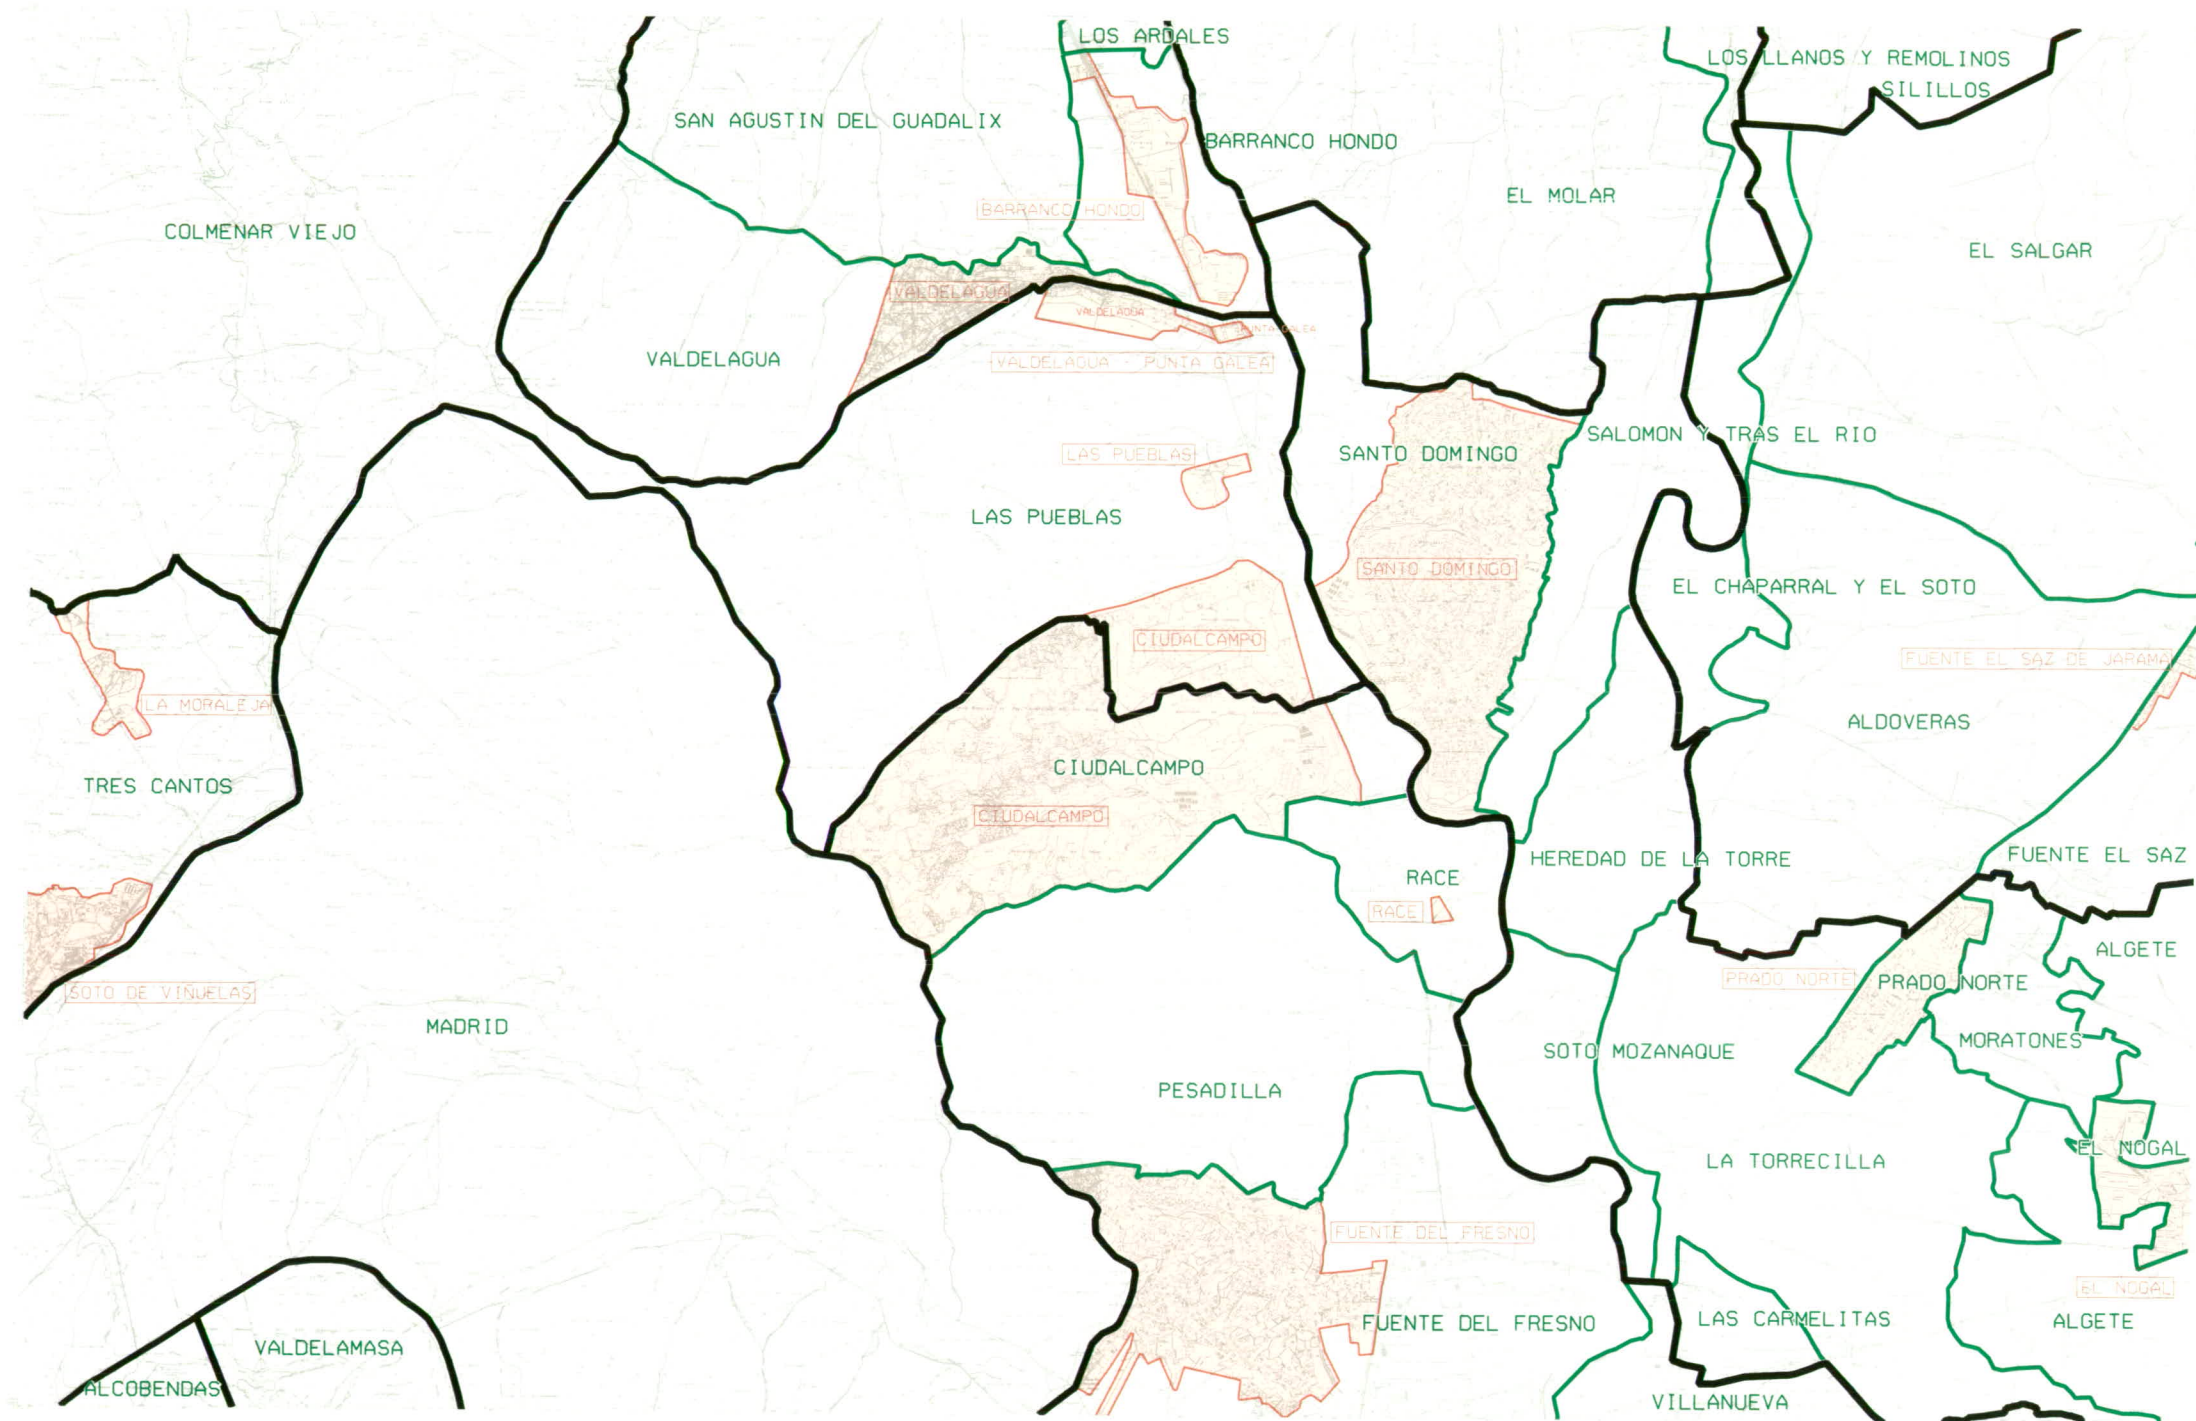 LOS ARDALES
LOS LLANOS Y REMOLINOS
SILILLOS
SAN AGUSTIN DEL GUADALIX
BARRANCO HONDO
EL MOLAR
BARRANCO HONDO
COLMENAR VIEJO
EL SALGAR
VALDELAGUA
VALDELAGUA
PUNTA GALEA
VALDELAGUA
VALDELAGUA - PUNTA GALEA
SALOMON Y TRAS EL RIO
LAS PUEBLAS
SANTO DOMINGO
LAS PUEBLAS
SANTO DOMINGO
EL CHAPARRAL Y EL SOTO
CIUDALCAMPO
FUENTE EL SAZ DE JARAMA
LA MORALEJA
ALDOVERAS
CIUDALCAMPO
TRES CANTOS
CIUDALCAMPO
HEREDAD DE LA TORRE
FUENTE EL SAZ
RACE
RACE
ALGETE
PRADO NORTE
PRADO NORTE
SOTO DE VIÑUELAS
MADRID
MORATONES
SOTO MOZANAQUE
PESADILLA
EL NOGAL
LA TORRECILLA
FUENTE DEL FRESNO
EL NOGAL
FUENTE DEL FRESNO
LAS CARMELITAS
ALGETE
VALDELAMASA
ALCOBENDAS
VILLANUEVA